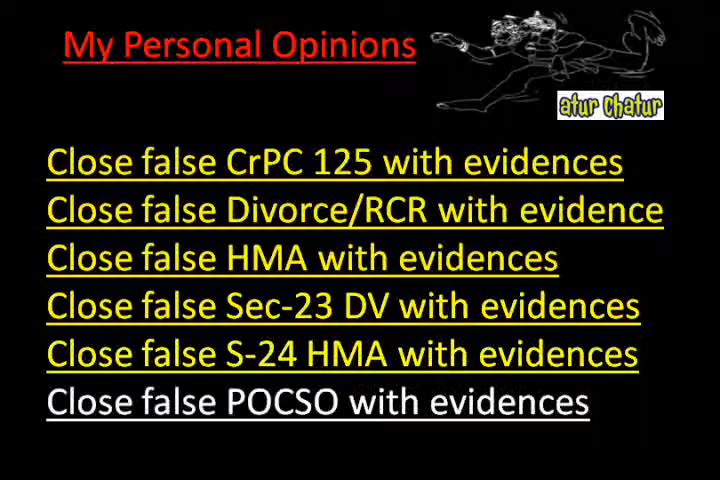 My Personal Opinions
atur Chatur
Close false CrPC 125 with evidences
Close false Divorce/RCR with evidence
Close false HMA with evidences
Close false Sec-23 DV with evidences
Close false S-24 HMA with evidences
Close false POCSO with evidences